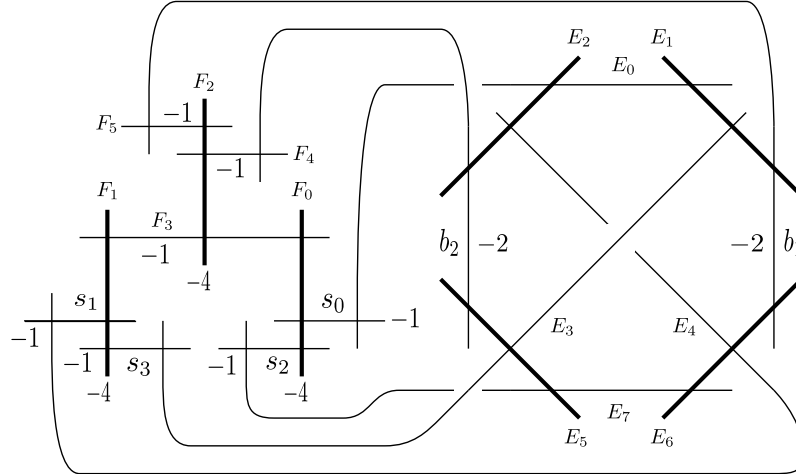 E₂ E₁
E₀
F₂
F₅ −1
−1 F₄
F₁ F₀
F₃
−1
b₂ −2 −2 b
−4
s₁ s₀
−1 −1
E₃ E₄
−1 s₃ −1 s₂
−4 −4
E₇
E₅ E₆